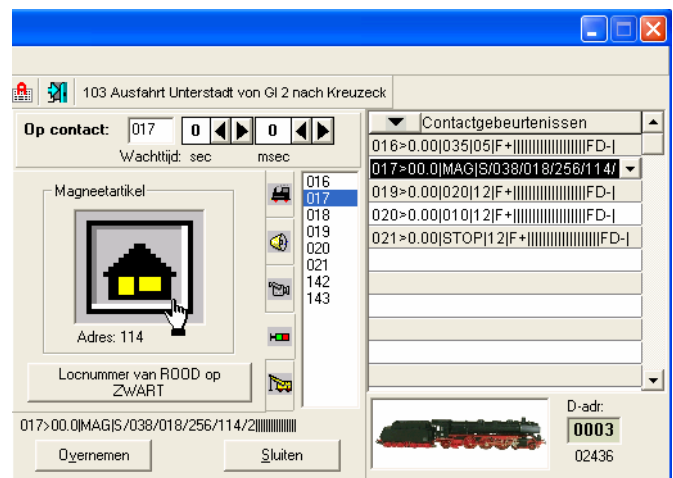 103 Ausfahrt Unterstadt von Gl 2 nach Kreuzeck
Op contact: 017 0 0
Wachttijd: sec msec
Magneetartikel
Adres: 114
Locnummer van ROOD op
ZWART
016
017
018
019
020
021
142
143
017>00.0|MAG|S/038/018/256/114/2||||||||||||||
Overnemen
Sluiten
Contactgebeurtenissen
016>0.00|035|05|F+||||||||||||||||||FD-|
017>00.0|MAG|S/038/018/256/114/
019>0.00|020|12|F+||||||||||||||||||FD-|
020>0.00|010|12|F+||||||||||||||||||FD-|
021>0.00|STOP|12|F+||||||||||||||||||FD-|
D-adr:
0003
02436